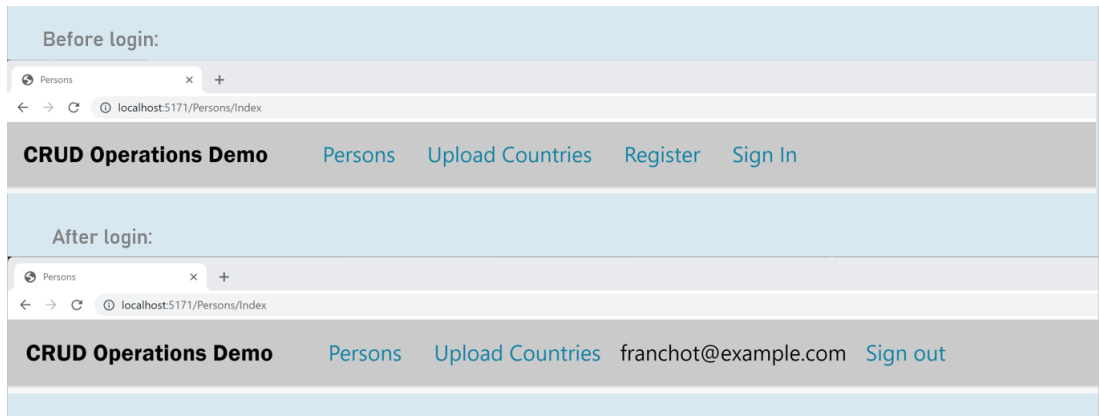 Before login:
Persons
localhost:5171/Persons/Index
CRUD Operations Demo Persons Upload Countries Register Sign In
After login:
Persons
localhost:5171/Persons/Index
CRUD Operations Demo Persons Upload Countries franchot@example.com Sign out